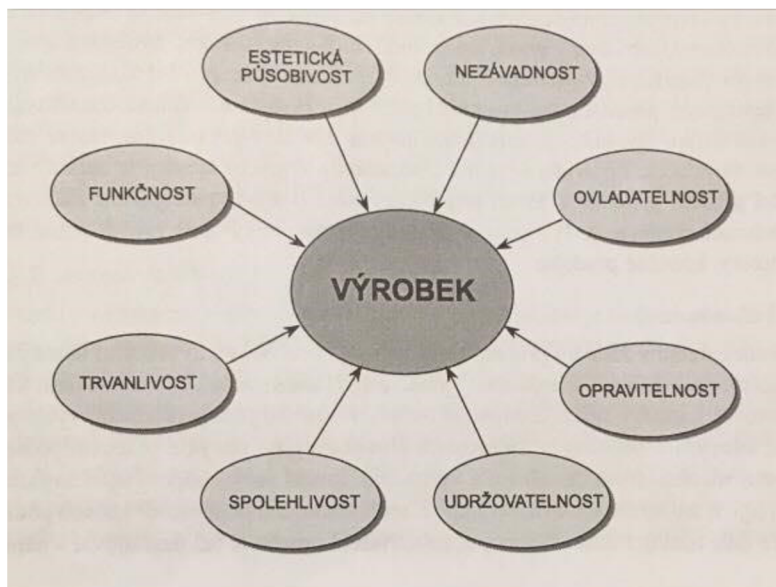 ESTETICKÁ
PŮSOBIVOST
NEZÁVADNOST
FUNKČNOST
OVLADATELNOST
VÝROBEK
TRVANLIVOST
OPRAVITELNOST
SPOLEHLIVOST
UDRŽOVATELNOST